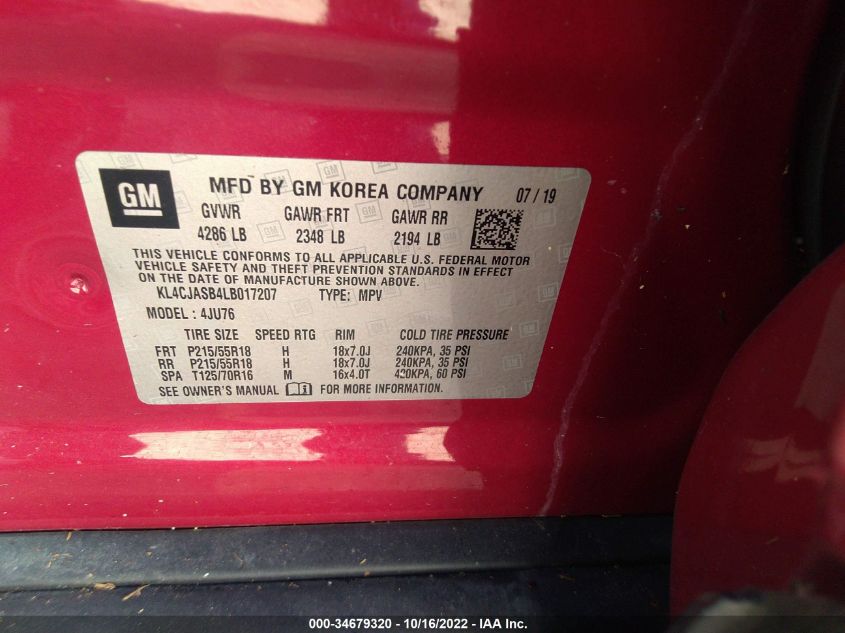 GM MFD BY GM KOREA COMPANY 07 / 19
GVWR GAWR FRT GAWR RR
4286 LB 2348 LB 2194 LB
THIS VEHICLE CONFORMS TO ALL APPLICABLE U.S. FEDERAL MOTOR
VEHICLE SAFETY AND THEFT PREVENTION STANDARDS IN EFFECT
ON THE DATE OF MANUFACTURE SHOWN ABOVE.
KL4CJASB4LB017207 TYPE: MPV
MODEL : 4JU76
TIRE SIZE SPEED RTG RIM COLD TIRE PRESSURE
FRT P215/55R18 H 18x7.0J 240KPA, 35 PSI
RR P215/55R18 H 18x7.0J 240KPA, 35 PSI
SPA T125/70R16 M 16x4.0T 420KPA, 60 PSI
SEE OWNER'S MANUAL FOR MORE INFORMATION.
000-34679320 - 10/16/2022 - IAA Inc.